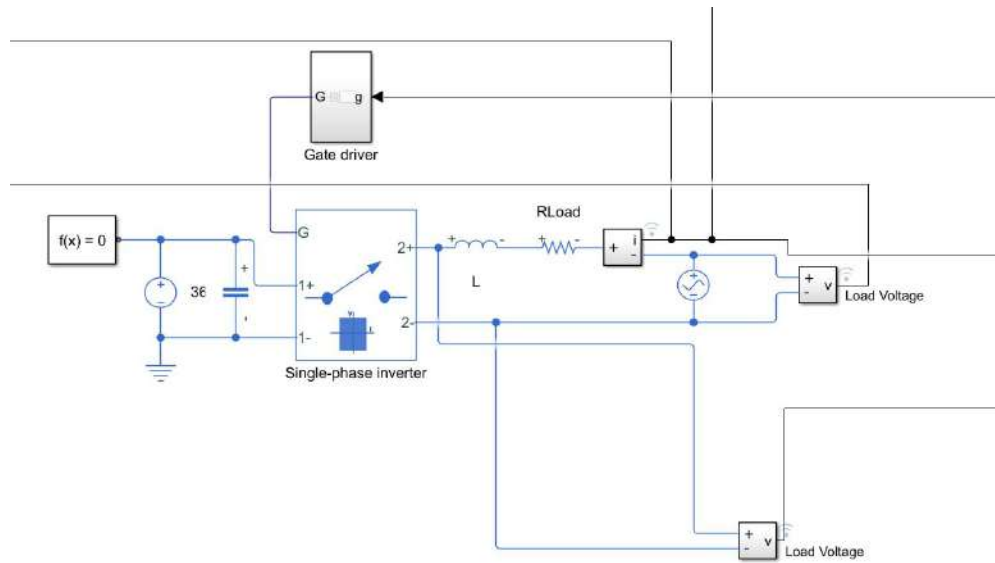 G
g
Gate driver
f(x) = 0
36
+
-
+
'
G
1+
1-
2+
2-
Single-phase inverter
+
-
L
RLoad
+
-
+
i
-
+
-
+
-
v
Load Voltage
+
-
v
Load Voltage